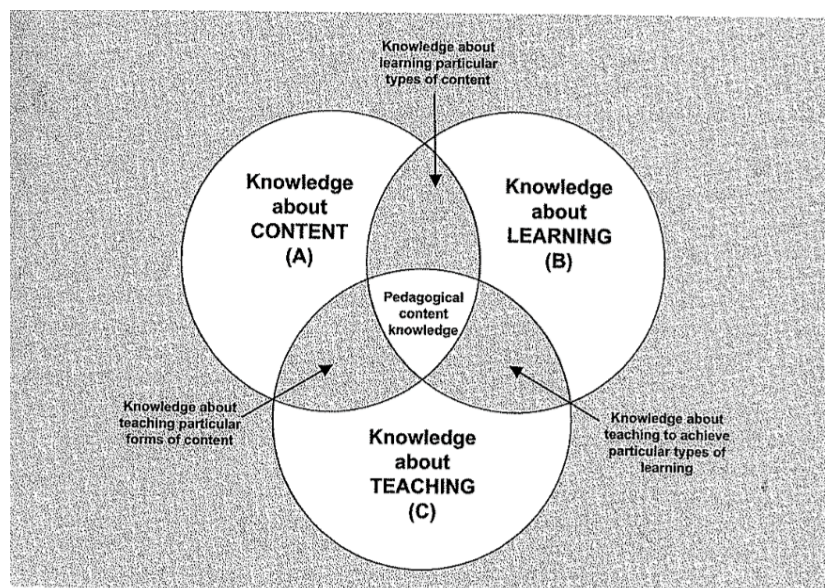 Knowledge about
learning particular
types of content
Knowledge
about
CONTENT
(A)
Knowledge
about
LEARNING
(B)
Pedagogical
content
knowledge
Knowledge about
teaching particular
forms of content
Knowledge
about
TEACHING
(C)
Knowledge about
teaching to achieve
particular types of
learning